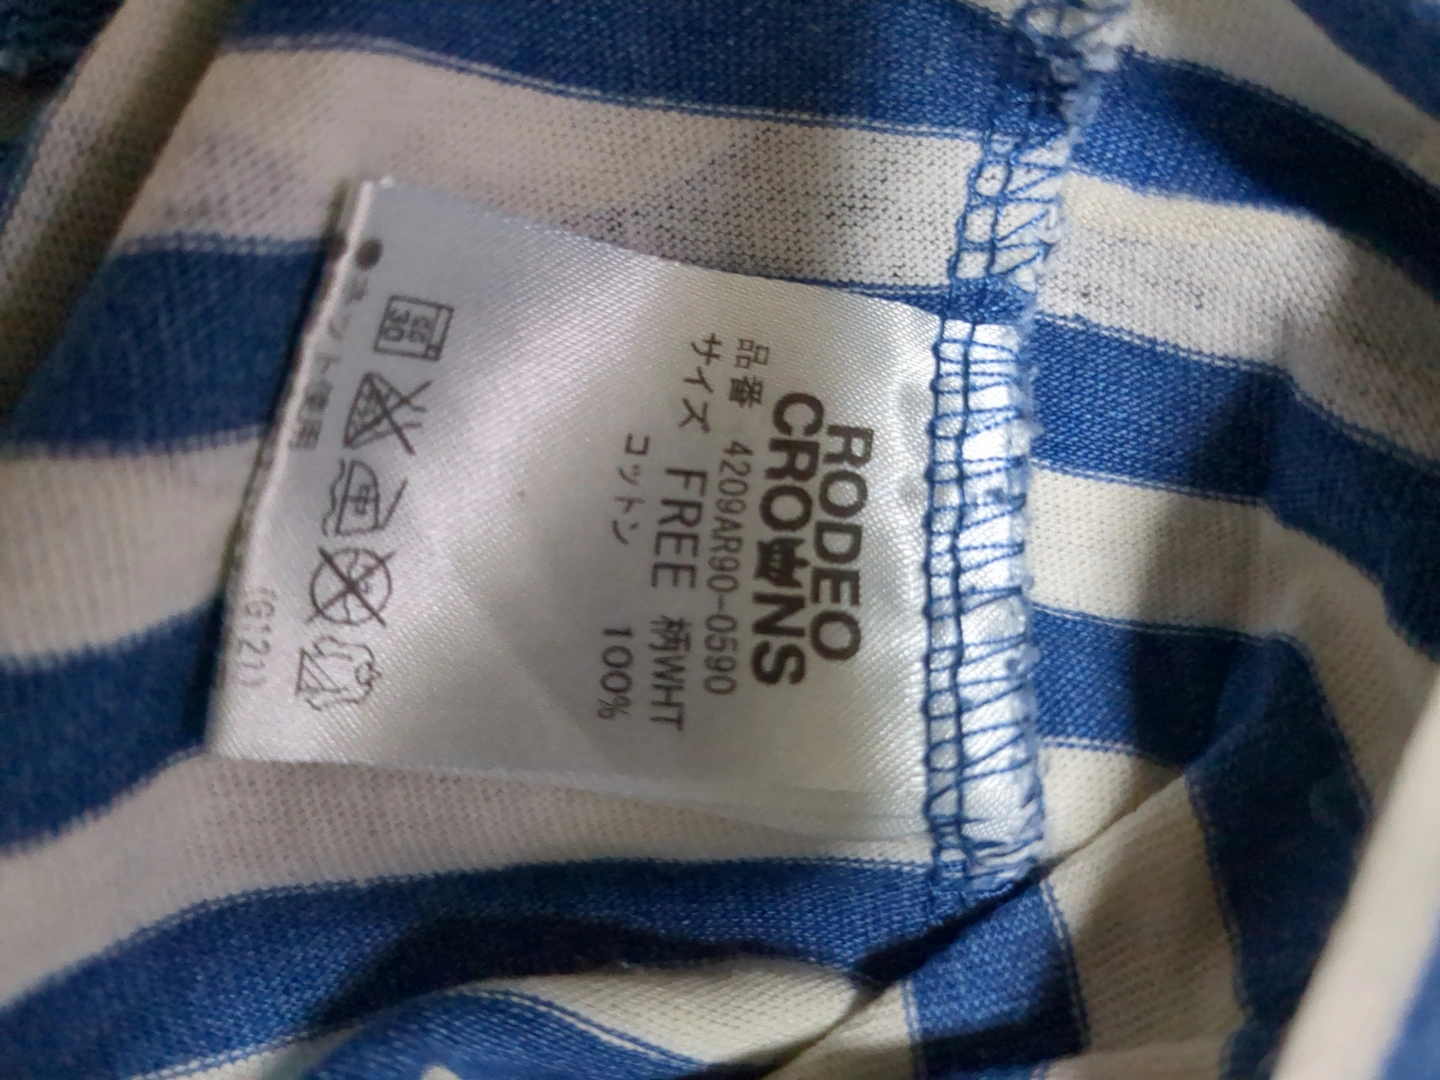 RODEO
CROWNS
品番 4209AR90-0590
サイズ FREE 柄WHT
コットン 100%
30
●ネット使用
(G121)